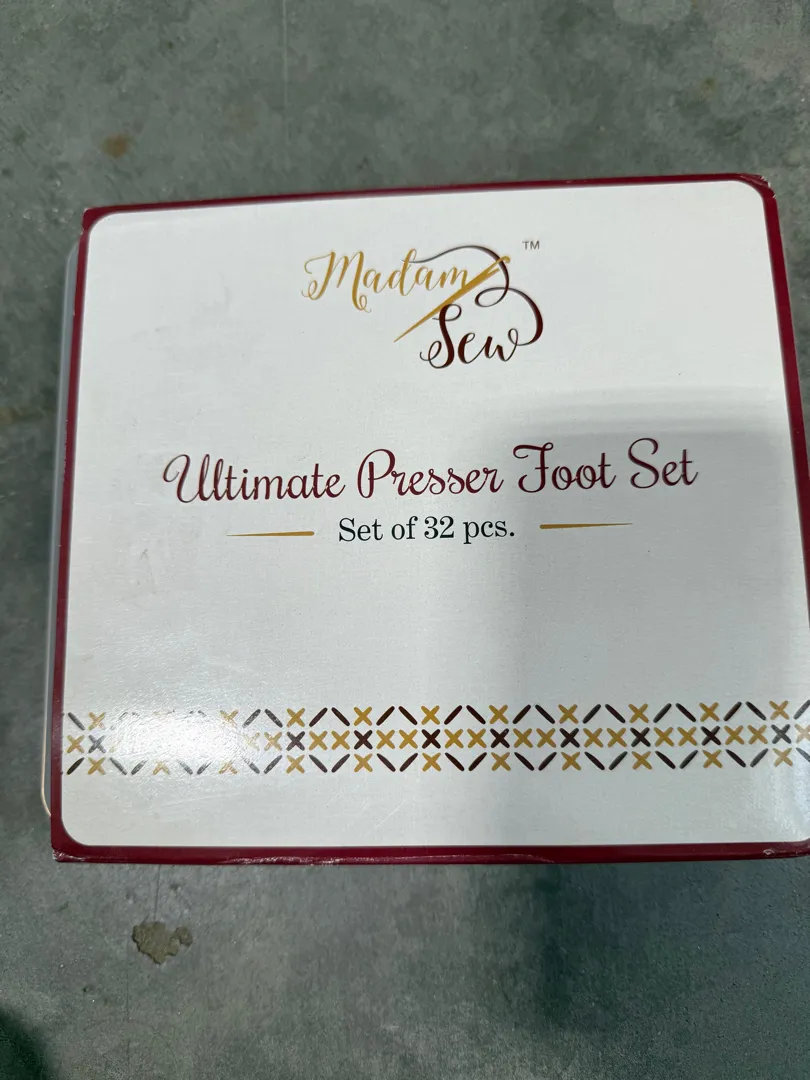 Madam
Sew
TM
Ultimate Presser Foot Set
Set of 32 pcs.